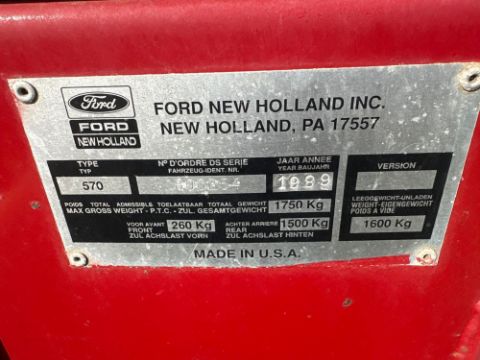 Ford
FORD
NEW HOLLAND
FORD NEW HOLLAND INC.
NEW HOLLAND, PA 17557
TYPE
TYP
570
Nº D'ORDRE DS SERIE
FAHRZEUG-IDENT. NR.
JAAR ANNEE
YEAR BAUJAHR
1989
VERSION
POIDS TOTAL ADMISSIBLE TOELAATBAAR TOTAAL GEWICHT
MAX GROSS WEIGHT - P.T.C. - ZUL. GESAMTGEWICHT
1750 Kg
VOOR AVANT
FRONT
ZUL ACHSLAST VORN
260 Kg
ACHTER ARRIERE
REAR
ZUL ACHSLAST HINTEN
1500 Kg
LEEGGEWICHT-UNLADEN
WEIGHT-EIGENGEWICHT
POIDS A VIDE
1600 Kg
MADE IN U.S.A.